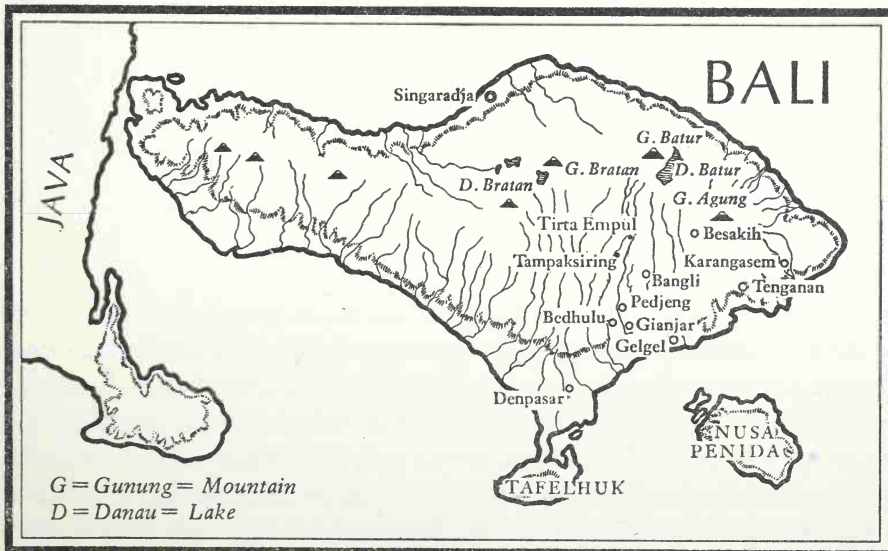 BALI
JAVA
Singaradja
G. Batur
D. Batur
G. Bratan
D. Bratan
G. Agung
Tirta Empul
Besakih
Tampaksiring
Karangasem
Bangli
Tenganan
Pedjeng
Bedhulu
Gianjar
Gelgel
Denpasar
NUSA
PENIDA
TAFELHUK
G = Gunung = Mountain
D = Danau = Lake